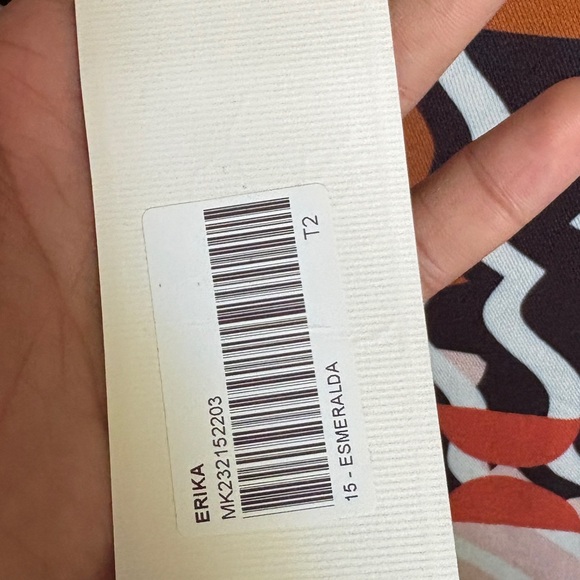 ERIKA
MK232152203
15 - ESMERALDA
T2